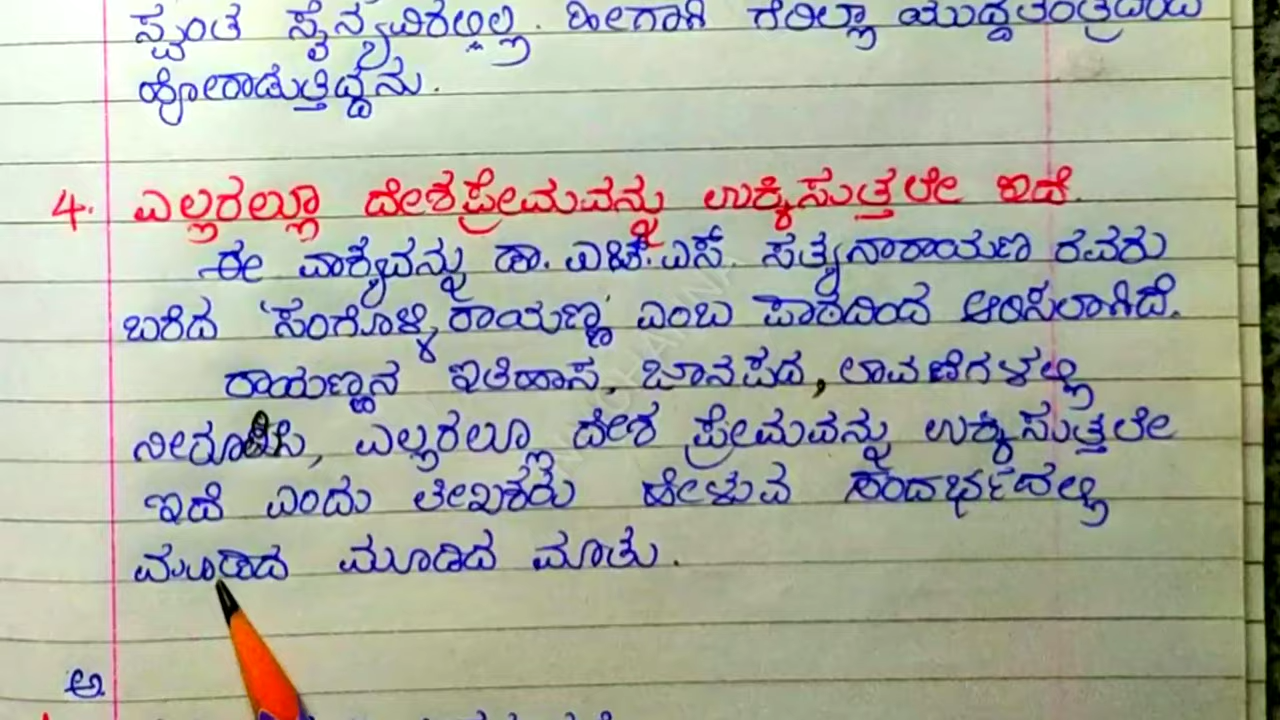 ಸ್ವಂತ ಸೈನ್ಯವಿರಲಿಲ್ಲ. ಹೀಗಾಗಿ ಗೆರಿಲ್ಲಾ ಯುದ್ಧತಂತ್ರದಿಂದ
ಹೋರಾಡುತ್ತಿದ್ದನು.
4. ಎಲ್ಲರಲ್ಲೂ ದೇಶಪ್ರೇಮವನ್ನು ಉಕ್ಕಿಸುತ್ತಲೇ ಇದೆ.
ಈ ವಾಕ್ಯವನ್ನು ಡಾ. ಎಚ್.ಎಸ್. ಸತ್ಯನಾರಾಯಣ ರವರು
ಬರೆದ 'ಸಂಗೊಳ್ಳಿ ರಾಯಣ್ಣ' ಎಂಬ ಪಾಠದಿಂದ ಆರಿಸಲಾಗಿದೆ.
ರಾಯಣ್ಣನ ಇತಿಹಾಸ, ಜಾನಪದ, ಲಾವಣಿಗಳಲ್ಲಿ
ಎಲ್ಲರಲ್ಲೂ ದೇಶ ಪ್ರೇಮವನ್ನು ಉಕ್ಕಿಸುತ್ತಲೇ
ಇದೆ ಎಂದು ಲೇಖಕರು ಹೇಳುವ ಸಂದರ್ಭದಲ್ಲಿ
ಮೂಡಿದ ಮೂಡಿದ ಮಾತು.
ಅ.